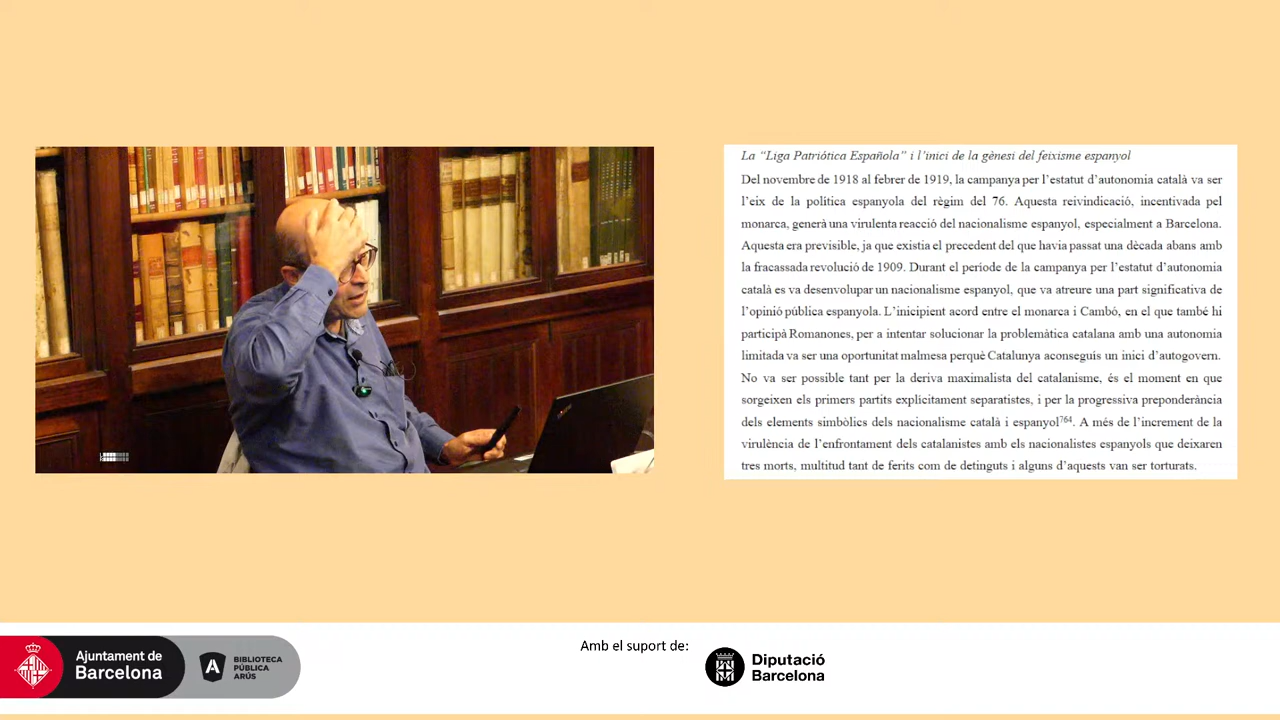 La “Liga Patriótica Española” i l’inici de la gènesi del feixisme espanyol
Del novembre de 1918 al febrer de 1919, la campanya per l’estatut d’autonomia català va ser
l’eix de la política espanyola del règim del 76. Aquesta reivindicació, incentivada pel
monarca, generà una virulenta reacció del nacionalisme espanyol, especialment a Barcelona.
Aquesta era previsible, ja que existia el precedent del que havia passat una dècada abans amb
la fracassada revolució de 1909. Durant el període de la campanya per l’estatut d’autonomia
català es va desenvolupar un nacionalisme espanyol, que va atreure una part significativa de
l’opinió pública espanyola. L’inicipient acord entre el monarca i Cambó, en el que també hi
participà Romanones, per a intentar solucionar la problemàtica catalana amb una autonomia
limitada va ser una oportunitat malmesa perquè Catalunya aconseguís un inici d’autogovern.
No va ser possible tant per la deriva maximalista del catalanisme, és el moment en que
sorgeixen els primers partits explícitament separatistes, i per la progressiva preponderància
dels elements simbòlics dels nacionalisme català i espanyol764. A més de l’increment de la
virulència de l’enfrontament dels catalanistes amb els nacionalistes espanyols que deixaren
tres morts, multitud tant de ferits com de detinguts i alguns d’aquests van ser torturats.
Ajuntament de
Barcelona
A
BIBLIOTECA
PÚBLICA
ARÚS
Amb el suport de:
Diputació
Barcelona